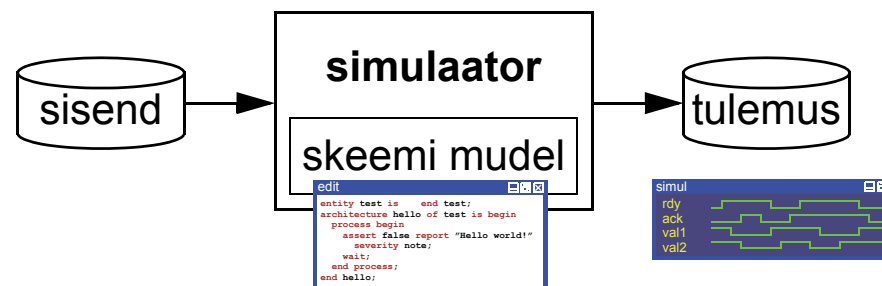 simulaator
sisend
skeemi mudel
tulemus
edit
entity test is    end test;
architecture hello of test is begin
  process begin
    assert false report "Hello world!"
      severity note;
    wait;
  end process;
end hello;
simul
rdy
ack
val1
val2